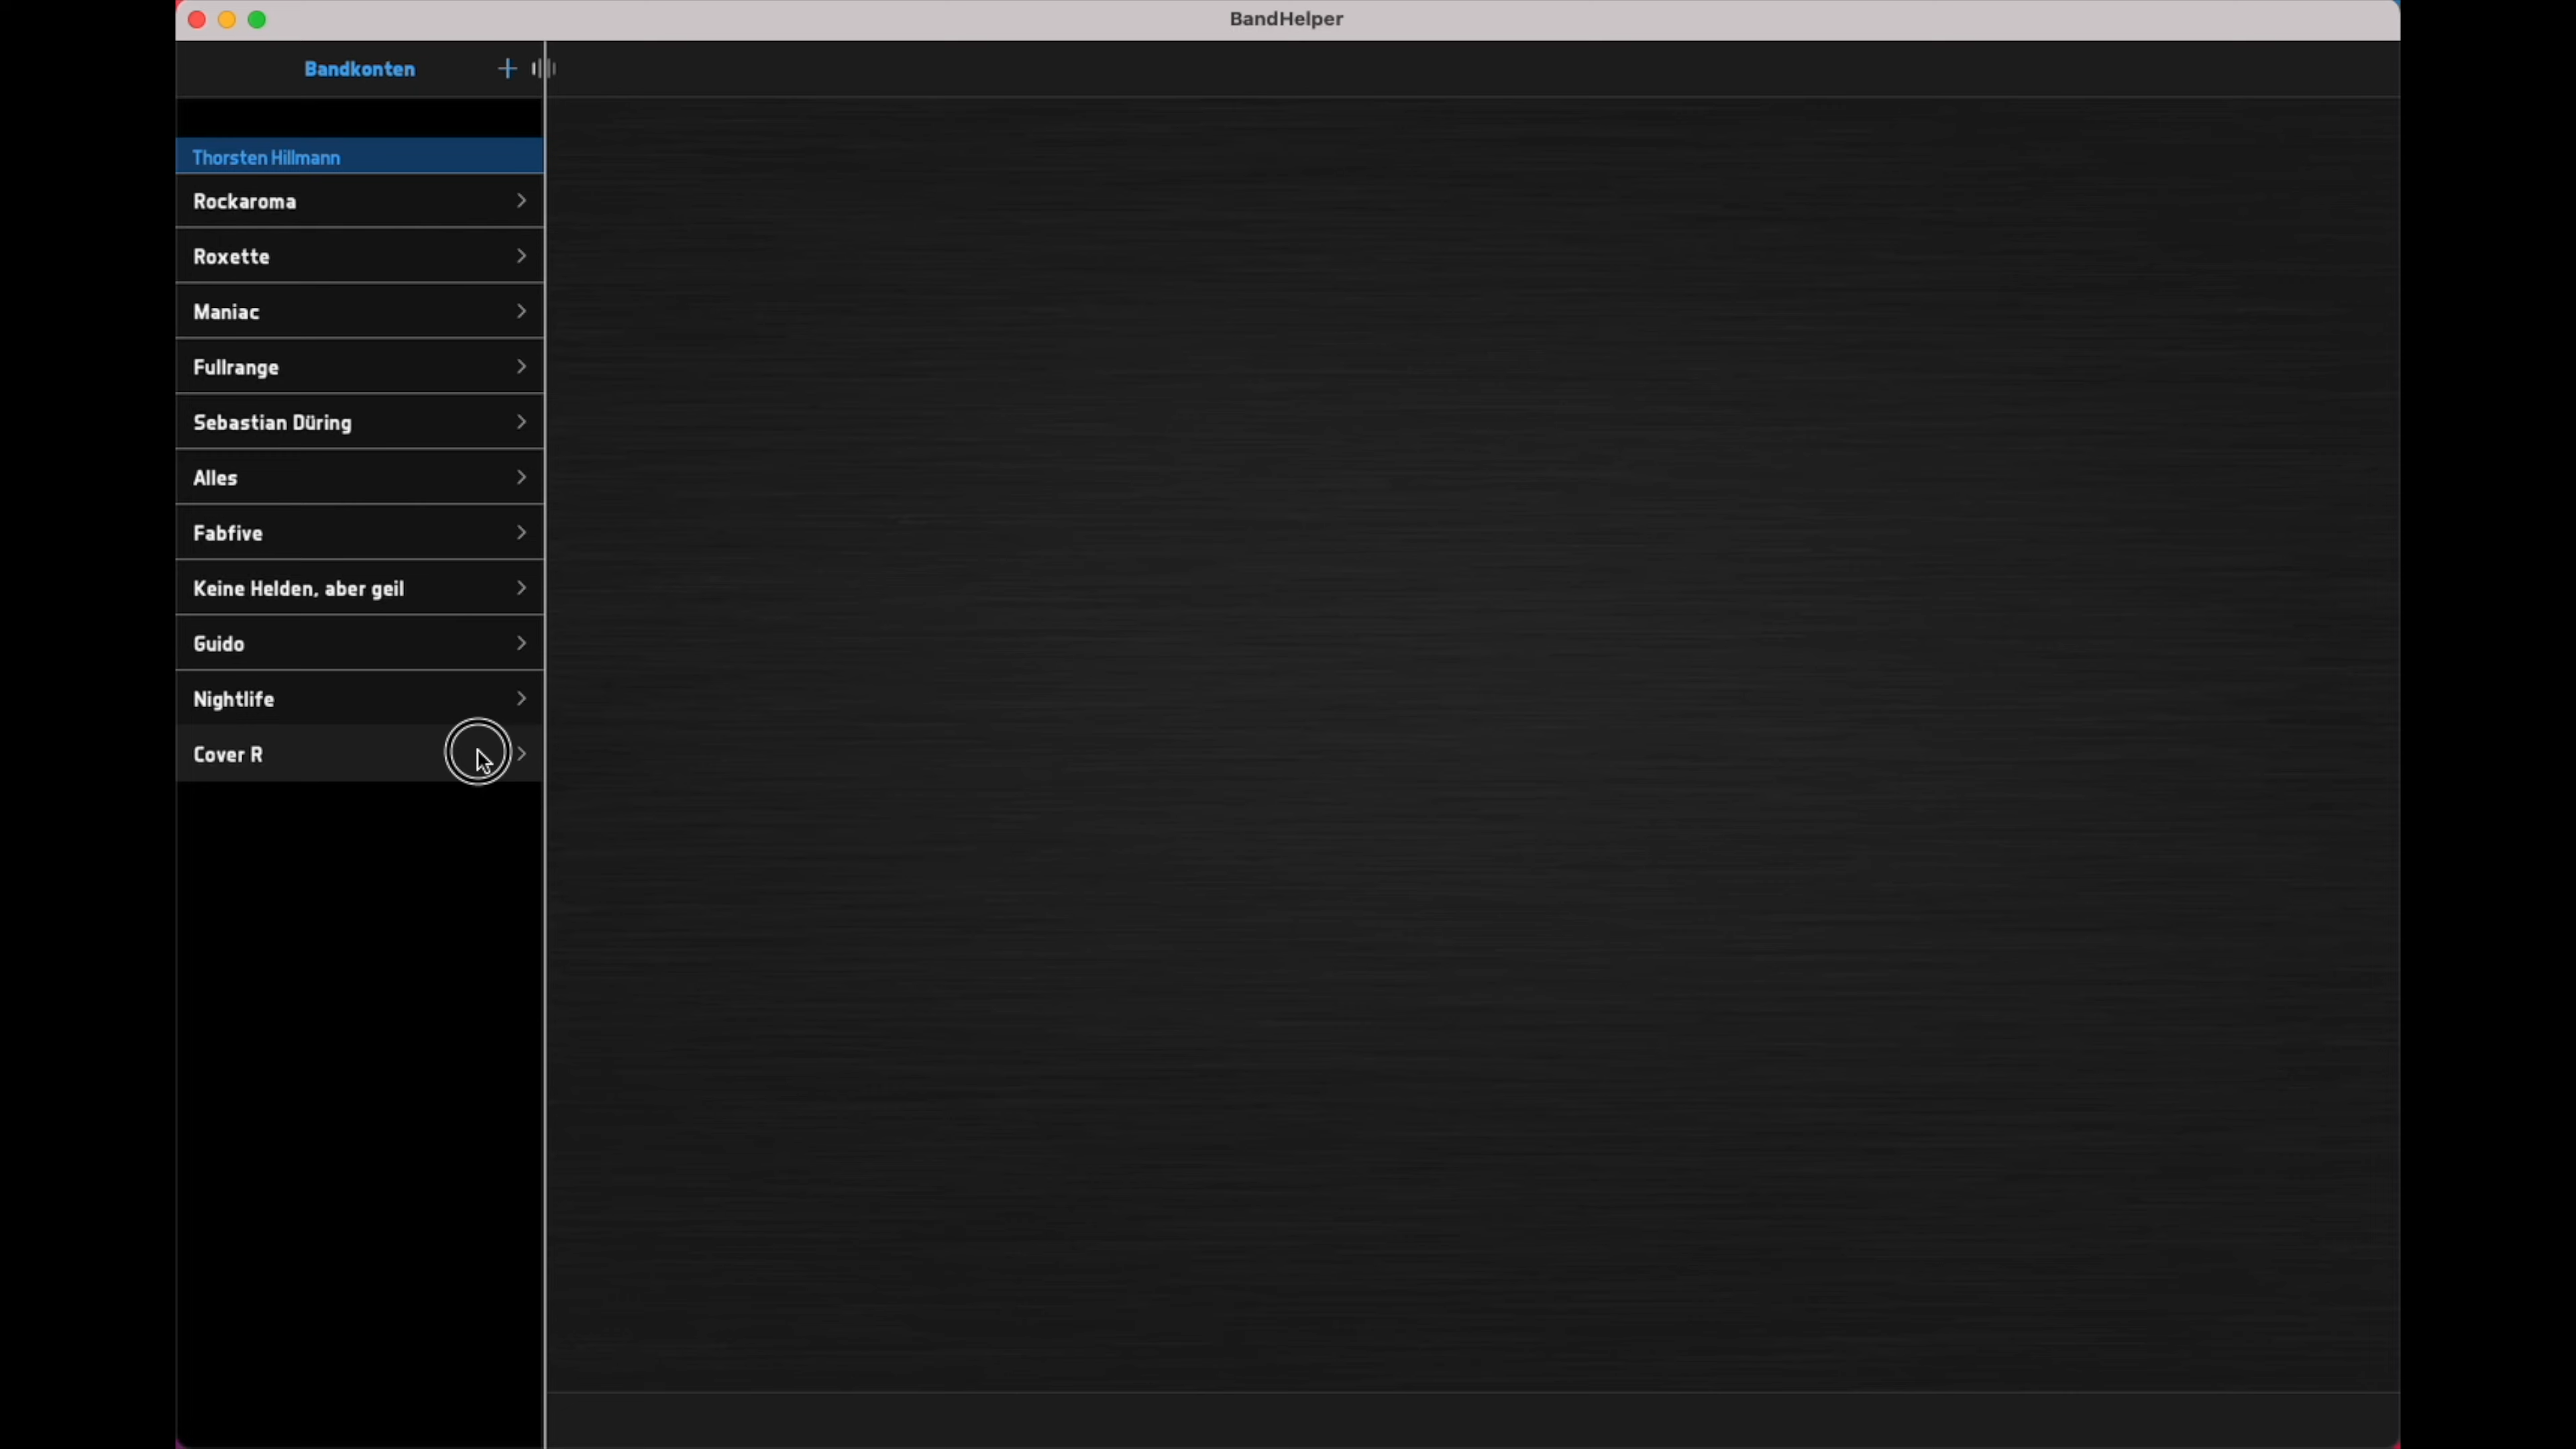 BandHelper
Bandkonten
Thorsten Hillmann
Rockaroma
Roxette
Maniac
Fullrange
Sebastian Düring
Alles
Fabfive
Keine Helden, aber geil
Guido
Nightlife
Cover R